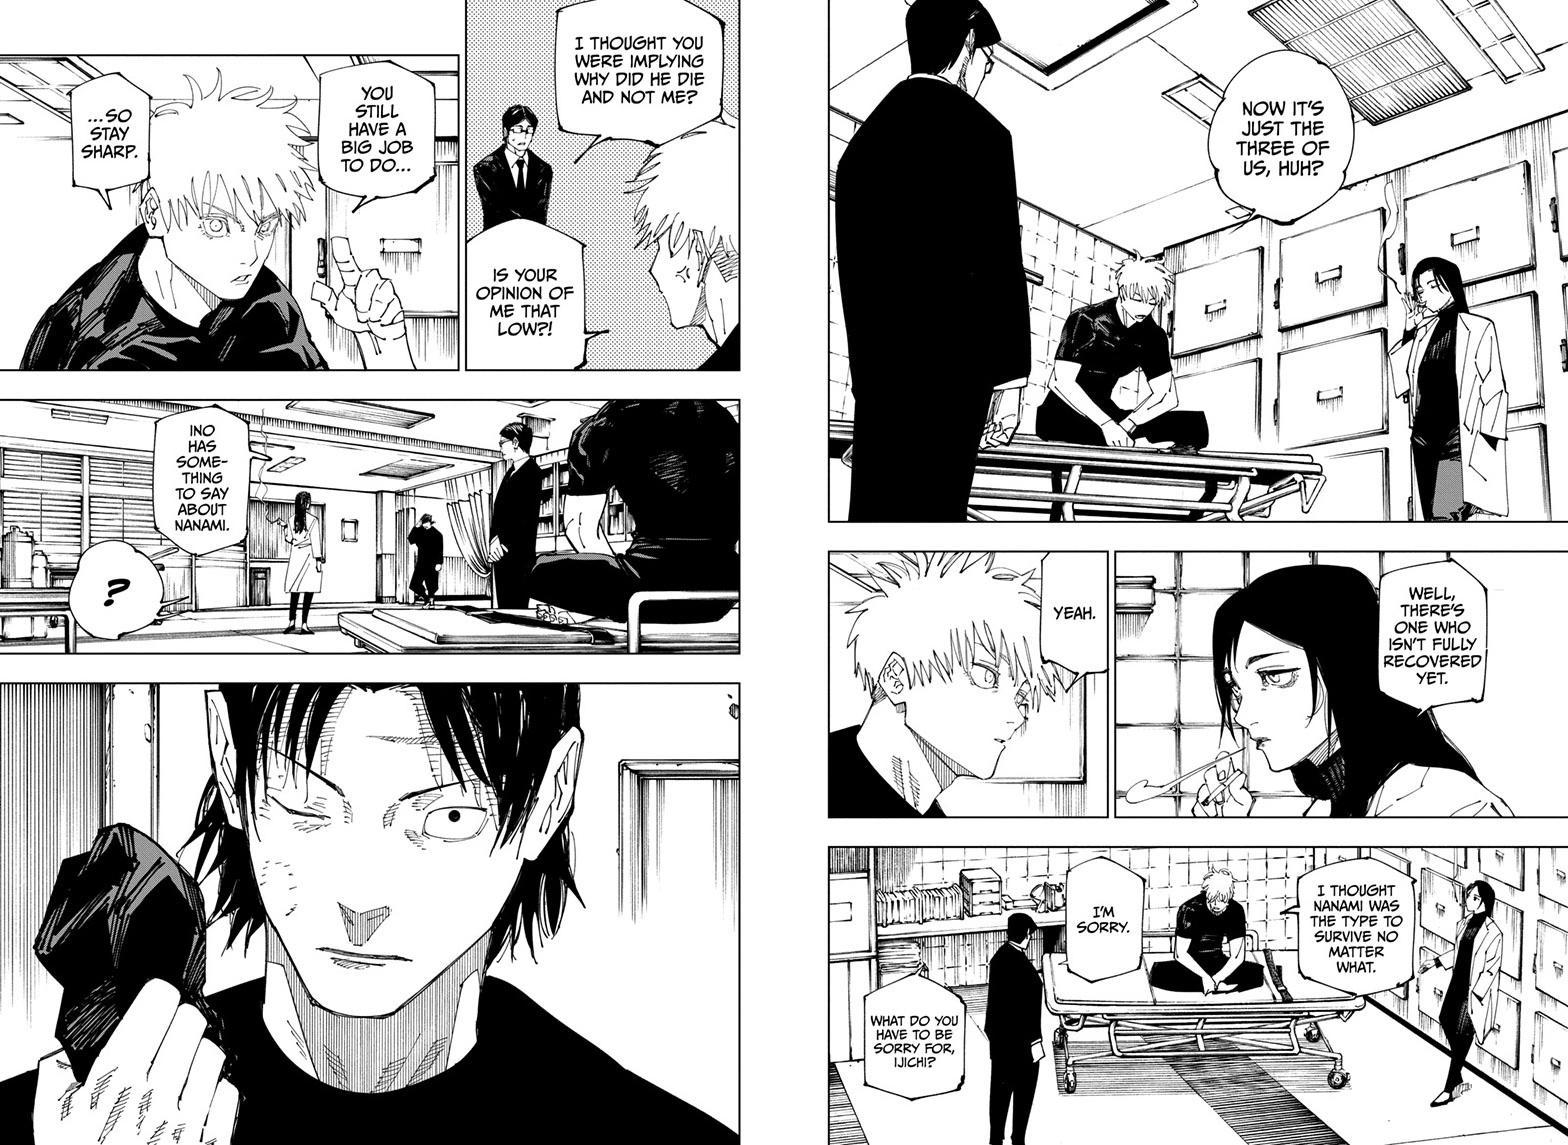 NOW IT'S
JUST THE
THREE OF
US, HUH?
WELL,
THERE'S
ONE WHO
ISN'T FULLY
RECOVERED
YET.
YEAH.
I THOUGHT
NANAMI WAS
THE TYPE TO
SURVIVE NO
MATTER
WHAT.
I'M
SORRY.
WHAT DO YOU
HAVE TO BE
SORRY FOR,
IJICHI?
I THOUGHT YOU
WERE IMPLYING
WHY DID HE DIE
AND NOT ME?
IS YOUR
OPINION OF
ME THAT
LOW?!
YOU
STILL
HAVE A
BIG JOB
TO DO...
...SO
STAY
SHARP.
INO
HAS
SOME-
THING
TO SAY
ABOUT
NANAMI.
?